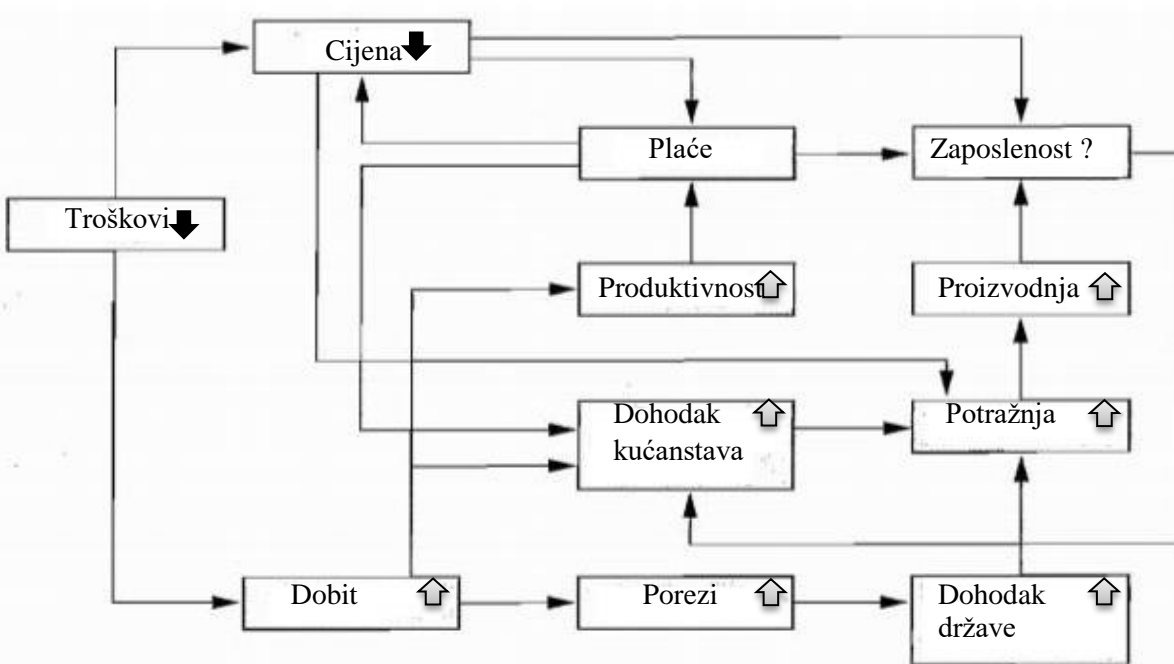 Cijena
Plaće
Zaposlenost ?
Troškovi
Produktivnost
Proizvodnja
Dohodak
kućanstava
Potražnja
Dobit
Porezi
Dohodak
države